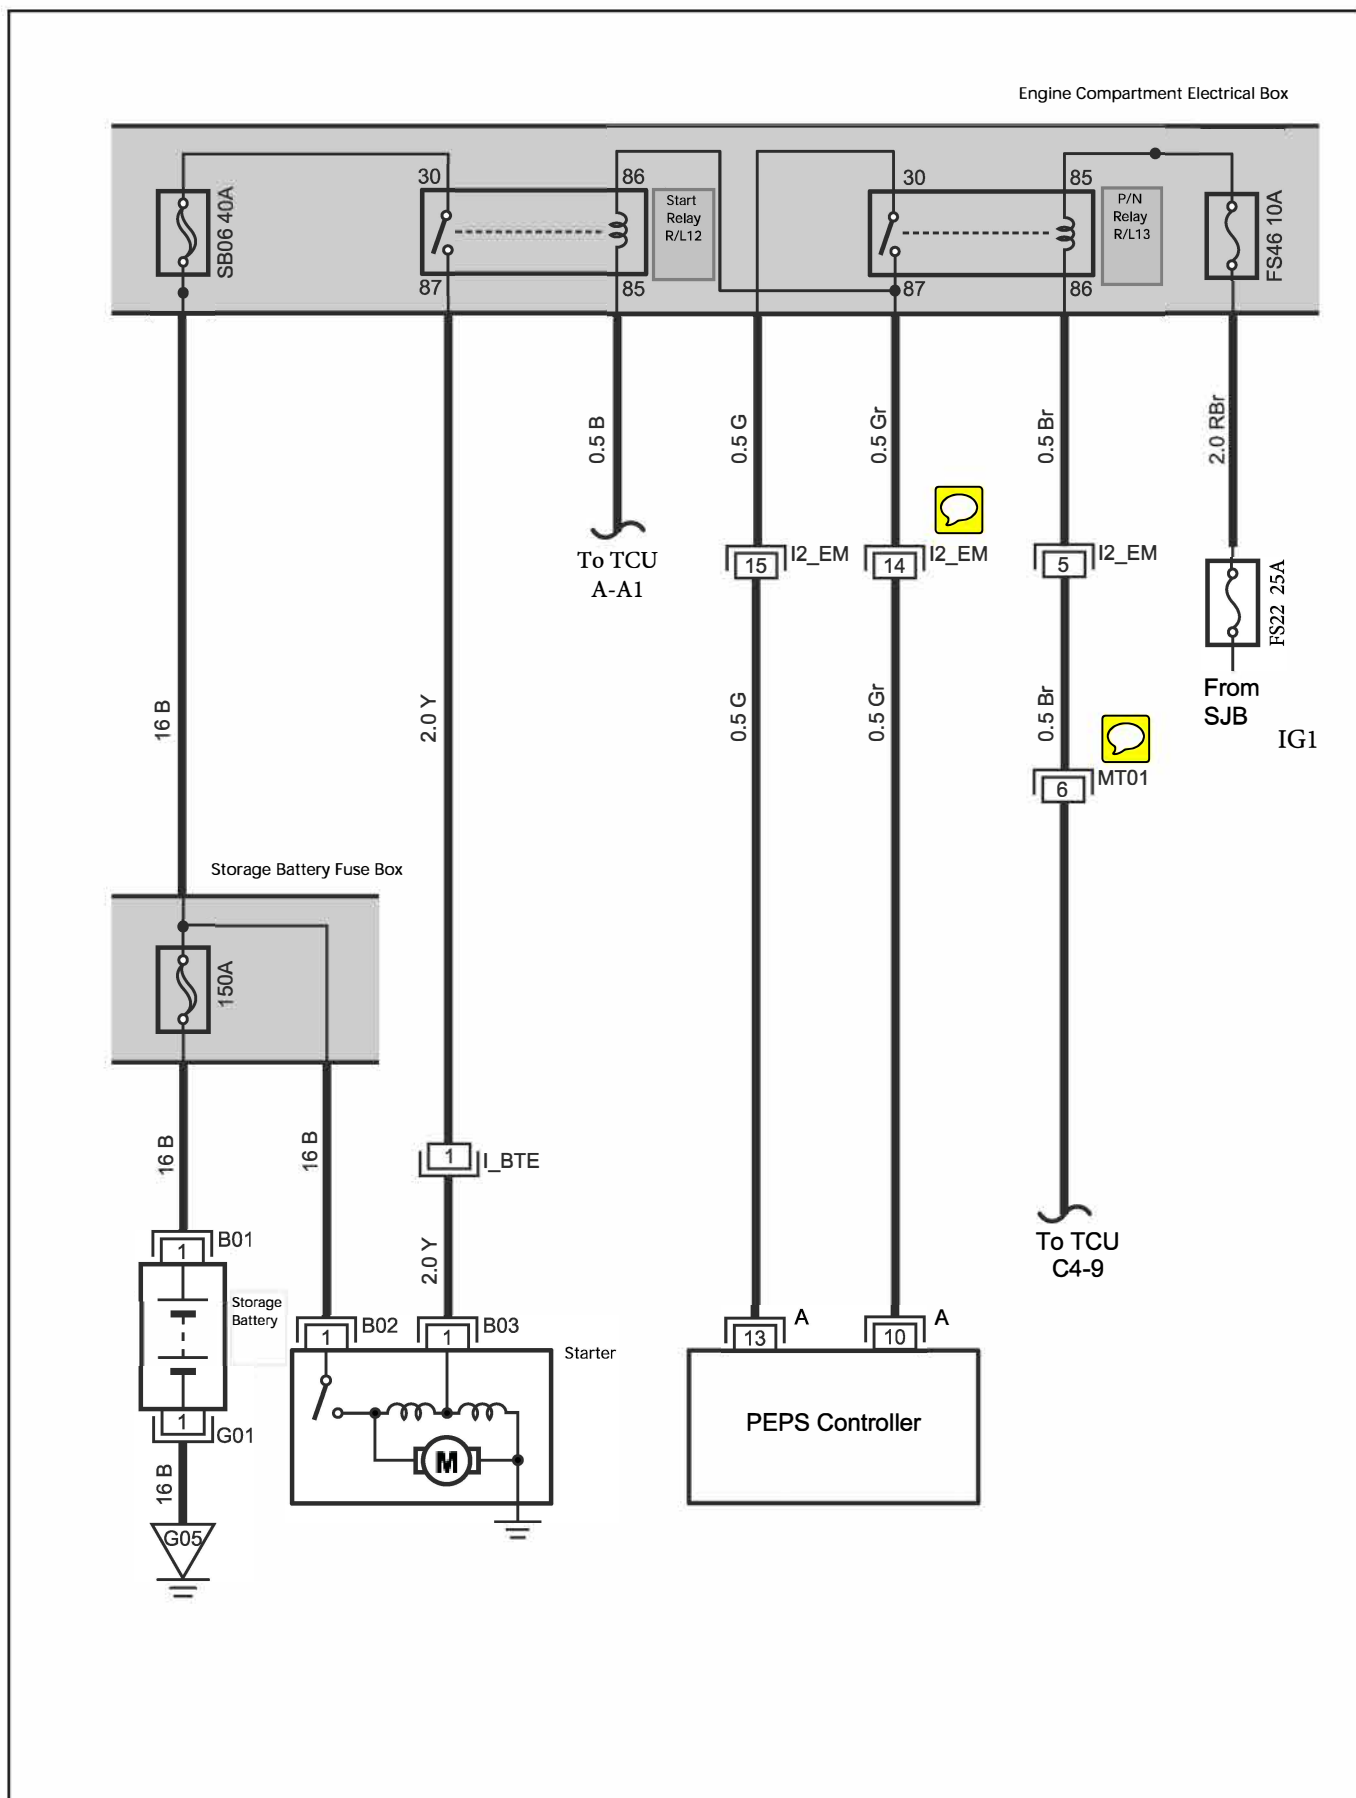 Engine Compartment Electrical Box
SB06 40A
30
87
86
85
Start
Relay
R/L12
30
87
85
86
P/N
Relay
R/L13
FS46 10A
16 B
2.0 Y
0.5 B
To TCU
A-A1
0.5 G
15
I2_EM
0.5 G
0.5 Gr
14
I2_EM
0.5 Gr
0.5 Br
5
I2_EM
0.5 Br
6
MT01
2.0 RBr
FS22 25A
From
SJB
IG1
Storage Battery Fuse Box
150A
16 B
16 B
1
I_BTE
2.0 Y
1
B01
Storage
Battery
1
G01
16 B
G05
1
B02
1
B03
Starter
M
To TCU
C4-9
13
A
10
A
PEPS Controller